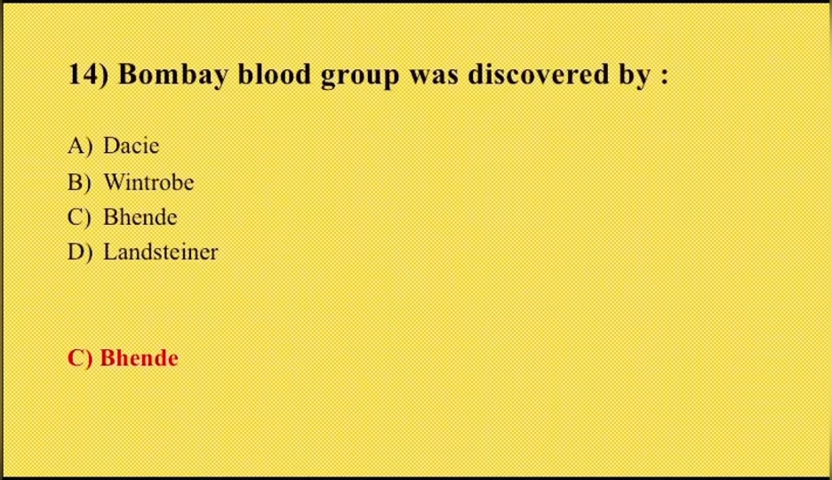 14) Bombay blood group was discovered by :
A) Dacie
B) Wintrobe
C) Bhende
D) Landsteiner
C) Bhende